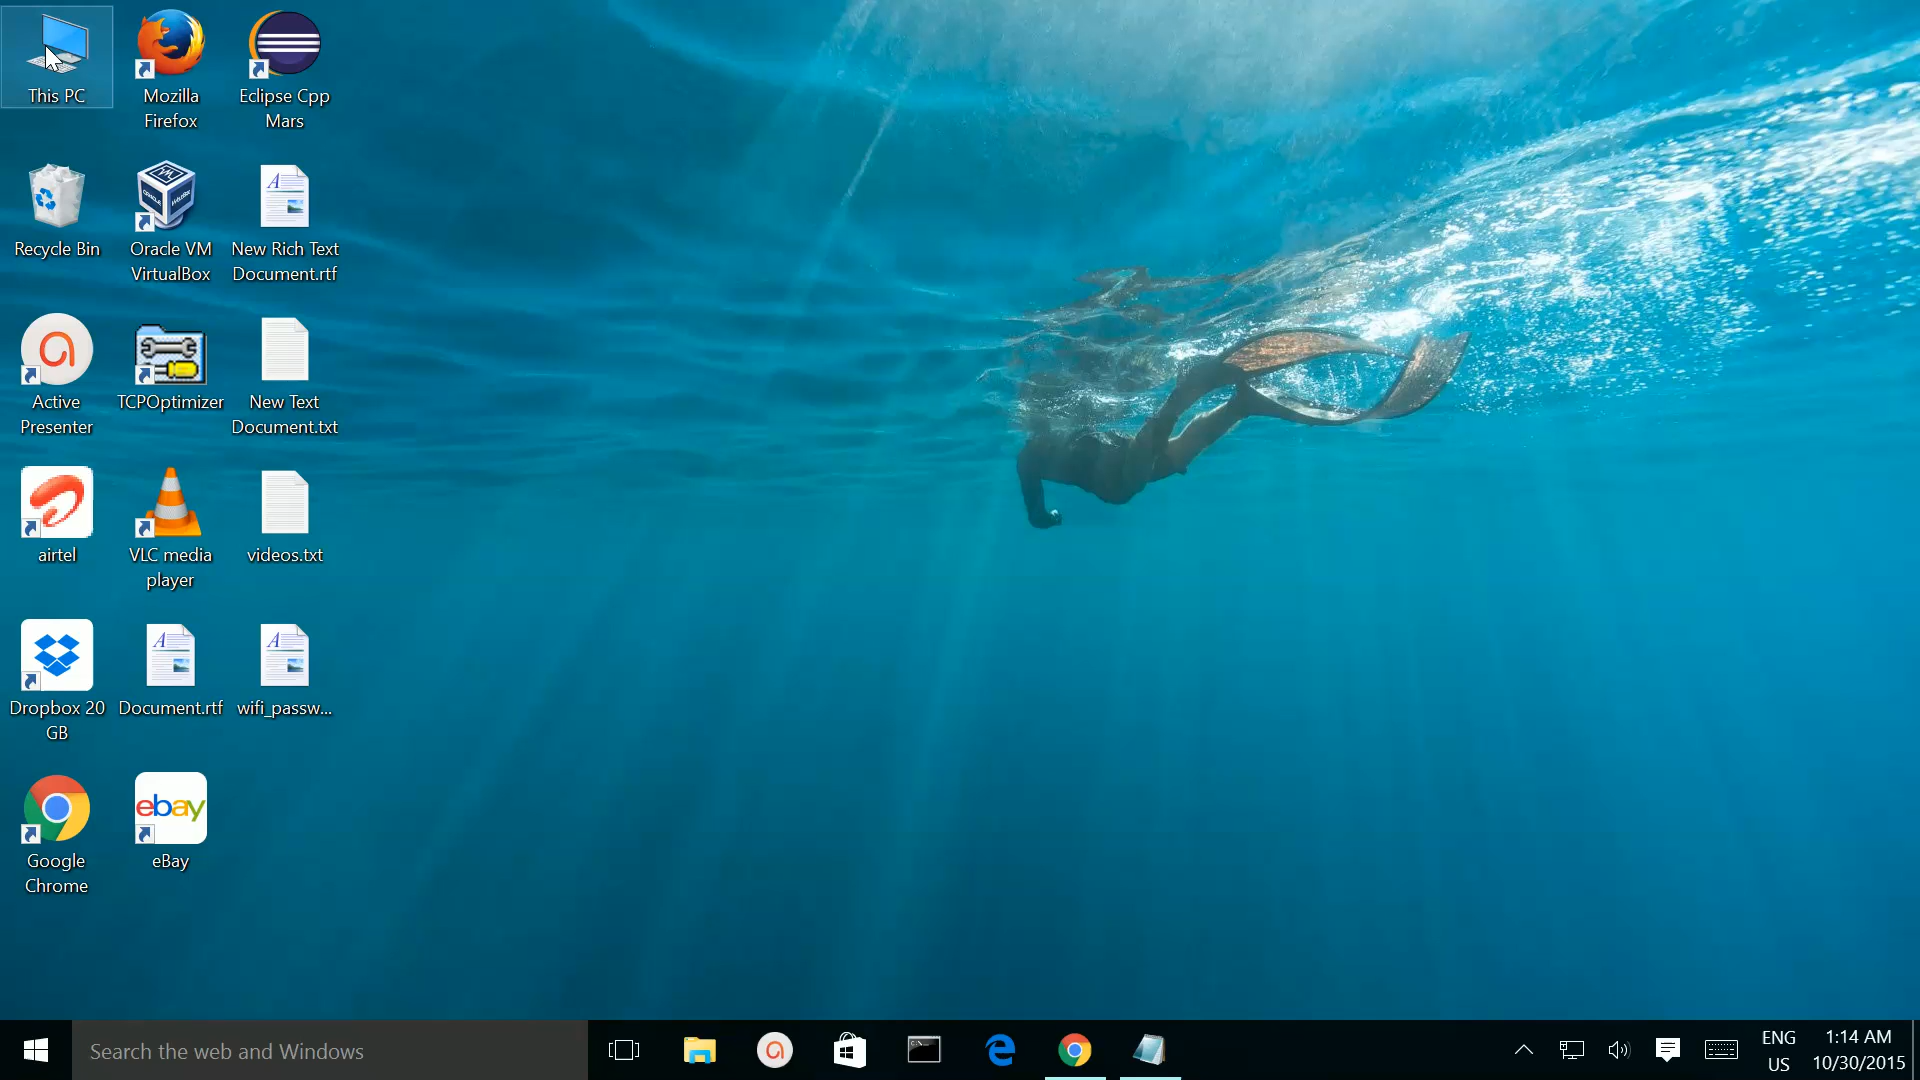 This PC
Mozilla
Firefox
Eclipse Cpp
Mars
Recycle Bin
Oracle VM
VirtualBox
New Rich Text
Document.rtf
Active
Presenter
TCPOptimizer
New Text
Document.txt
airtel
VLC media
player
videos.txt
Dropbox 20
GB
Document.rtf
wifi_passw...
Google
Chrome
ebay
eBay
Search the web and Windows
ENG
US
1:14 AM
10/30/2015